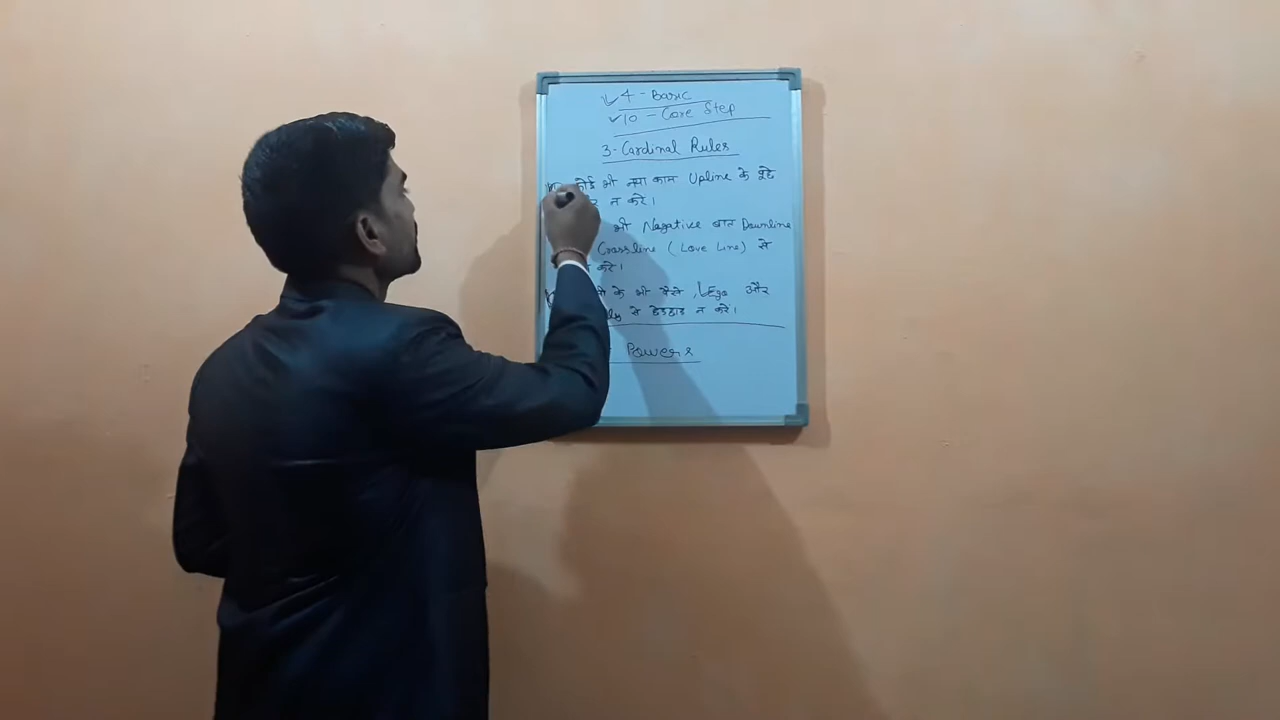 4 - Basic
10 - Core Step
3 - Cardinal Rules
कोई भी नया काम Upline के पूछे
न करे।
भी Nagative बात Downline
Crossline ( Love Line) से
न करे।
के भी पैसे, Ego और
से छेड़छाड़ न करें।
Powers